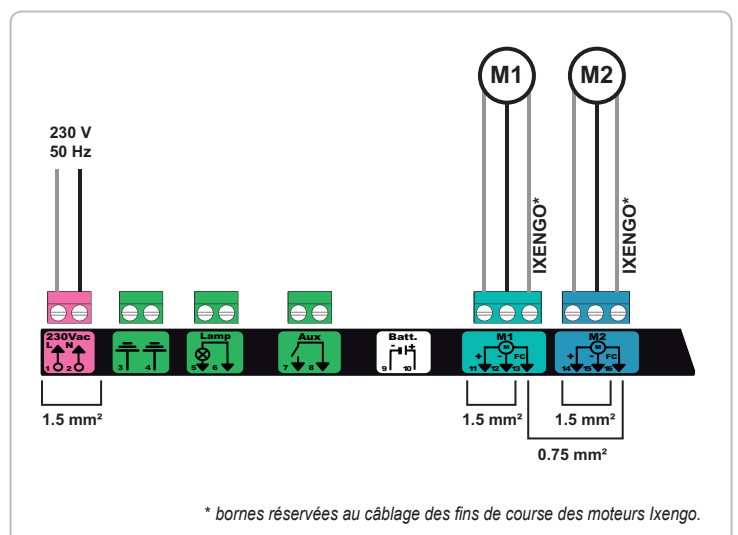 M1 M2
230 V
50 Hz
IXENGO* IXENGO*
230Vac Lamp Aux Batt. M1 M2
L N - + M M
+ - FC + - FC
1 2 3 4 5 6 7 8 9 10 11 12 13 14 15 16
1.5 mm² 1.5 mm² 1.5 mm²
0.75 mm²
* bornes réservées au câblage des fins de course des moteurs Ixengo.